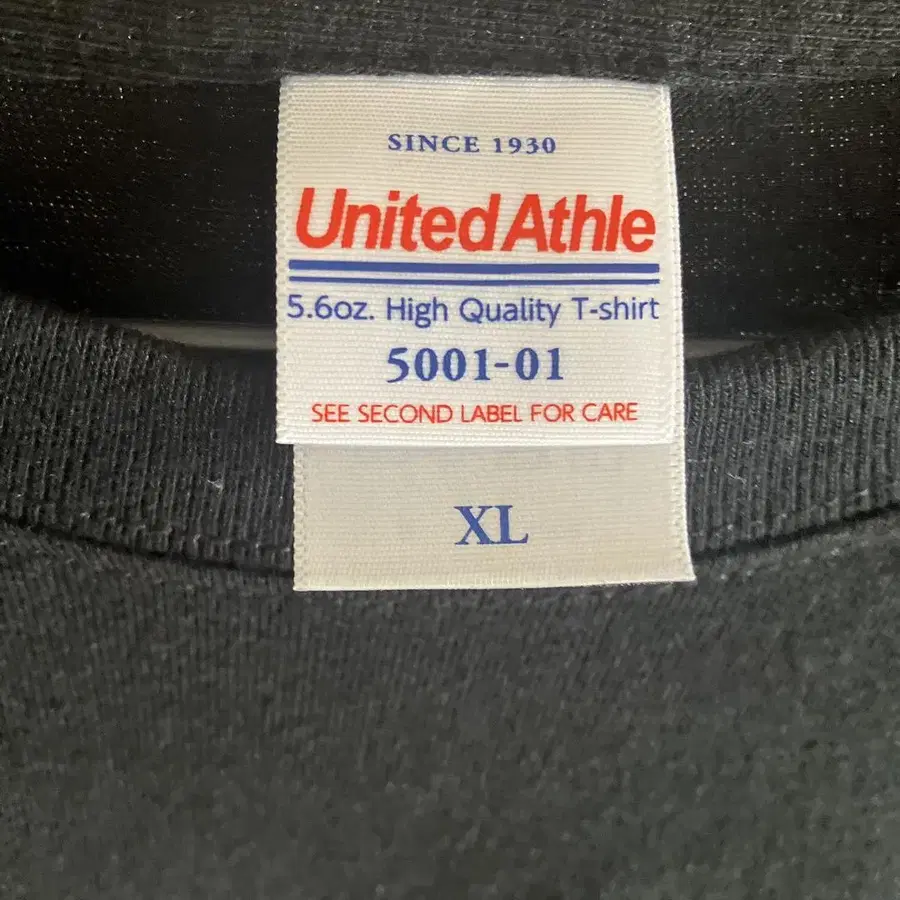 SINCE 1930
United Athle
5.6oz. High Quality T-shirt
5001-01
SEE SECOND LABEL FOR CARE
XL